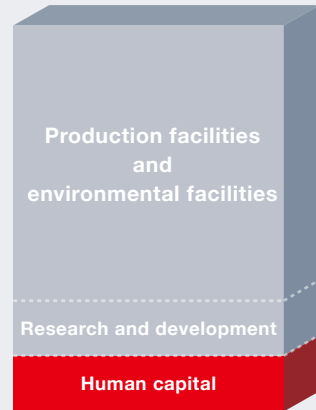 Production facilities
and
environmental facilities
Research and development
Human capital